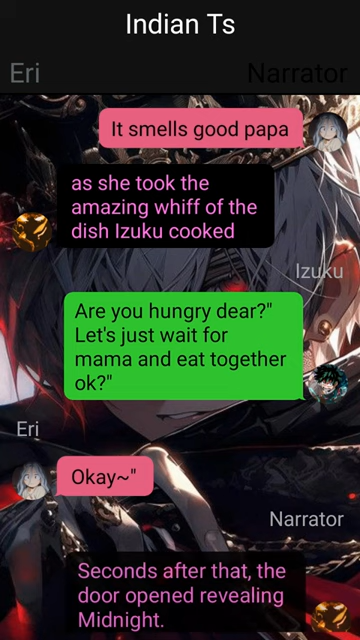 Indian Ts
Eri
Narrator
It smells good papa
as she took the
amazing whiff of the
dish Izuku cooked
Izuku
Are you hungry dear?"
Let's just wait for
mama and eat together
ok?"
Eri
Okay~"
Narrator
Seconds after that, the
door opened revealing
Midnight.